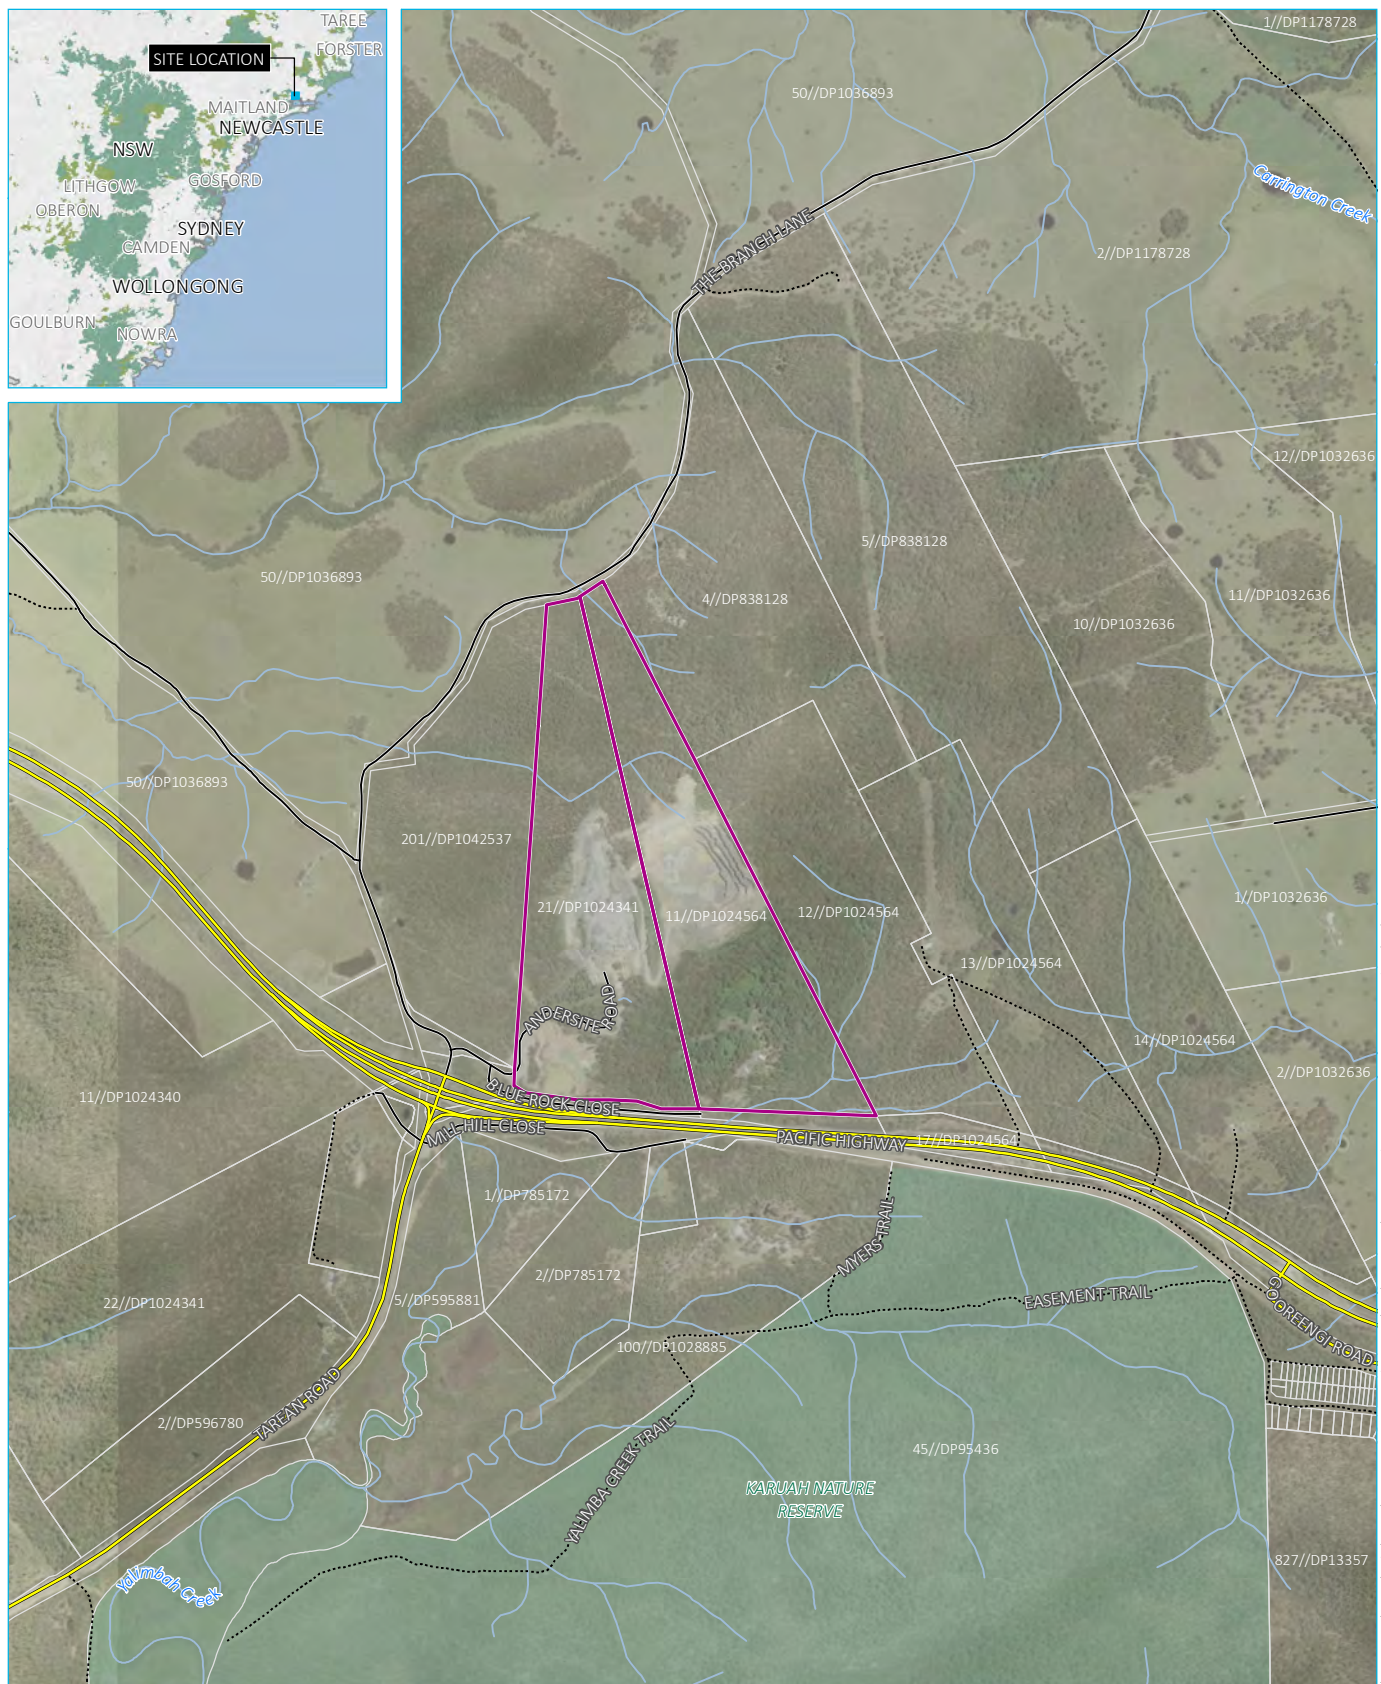 TAREE
FORSTER
SITE LOCATION
MAITLAND
NEWCASTLE
NSW
LITHGOW
GOSFORD
OBERON
SYDNEY
CAMDEN
WOLLONGONG
GOULBURN
NOWRA
1//DP1178728
50//DP1036893
Carrington Creek
THE BRANCH LANE
2//DP1178728
12//DP1032636
5//DP838128
50//DP1036893
4//DP838128
11//DP1032636
10//DP1032636
50//DP1036893
201//DP1042537
21//DP1024341
11//DP1024564
12//DP1024564
1//DP1032636
13//DP1024564
ANDERSITE ROAD
14//DP1024564
2//DP1032636
11//DP1024340
BLUE ROCK CLOSE
MILL HILL CLOSE
PACIFIC HIGHWAY
17//DP1024564
1//DP785172
MYERS TRAIL
2//DP785172
22//DP1024341
5//DP595881
EASEMENT TRAIL
GOOREENGI ROAD
100//DP1028885
TAREAN ROAD
2//DP596780
YALIMBA CREEK TRAIL
45//DP95436
KARUAH NATURE
RESERVE
827//DP13357
Yalimbah Creek